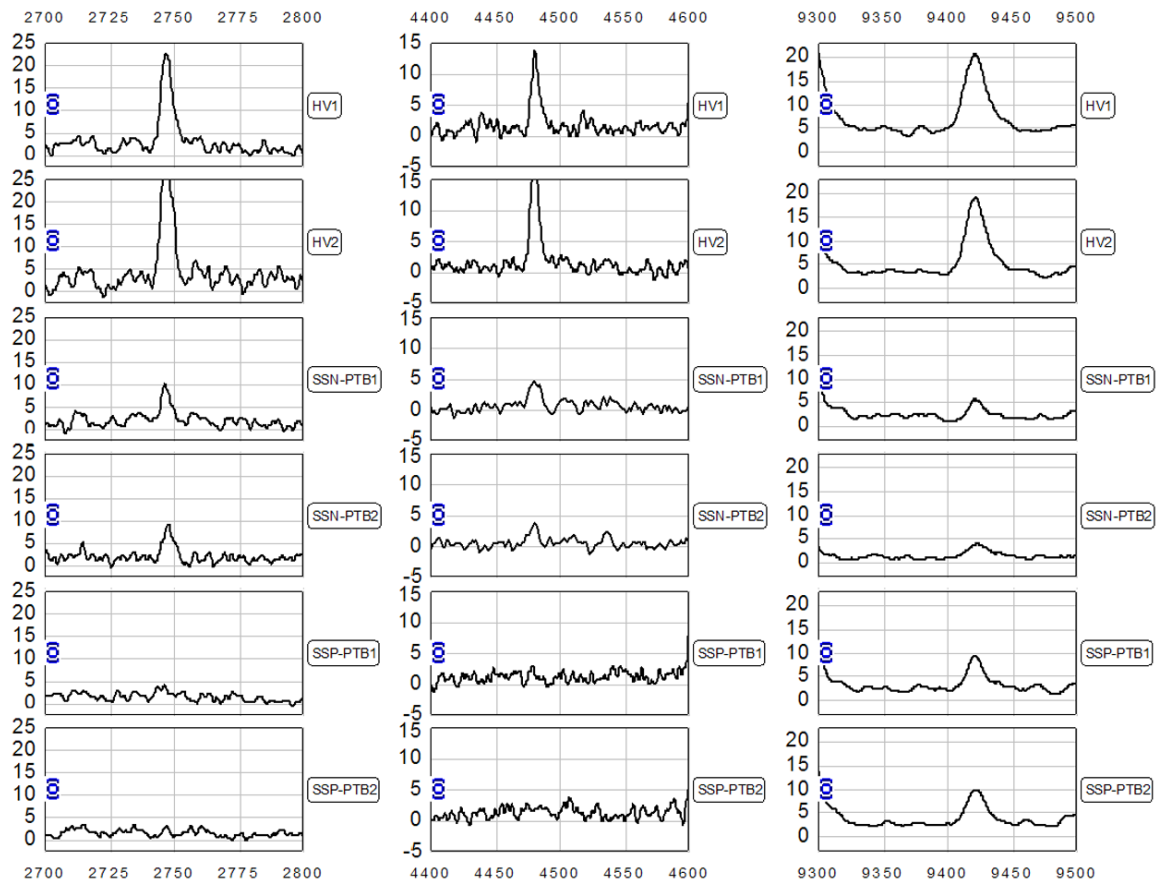 2700 2725 2750 2775 2800 4400 4450 4500 4550 4600 9300 9350 9400 9450 9500
25 20 15 10 5 0 HV1 15 10 5 0 -5 HV1 20 15 10 5 0 HV1
25 20 15 10 5 0 HV2 15 10 5 0 -5 HV2 20 15 10 5 0 HV2
25 20 15 10 5 0 SSN-PTB1 15 10 5 0 -5 SSN-PTB1 20 15 10 5 0 SSN-PTB1
25 20 15 10 5 0 SSN-PTB2 15 10 5 0 -5 SSN-PTB2 20 15 10 5 0 SSN-PTB2
25 20 15 10 5 0 SSP-PTB1 15 10 5 0 -5 SSP-PTB1 20 15 10 5 0 SSP-PTB1
25 20 15 10 5 0 SSP-PTB2 15 10 5 0 -5 SSP-PTB2 20 15 10 5 0 SSP-PTB2
2700 2725 2750 2775 2800 4400 4450 4500 4550 4600 9300 9350 9400 9450 9500